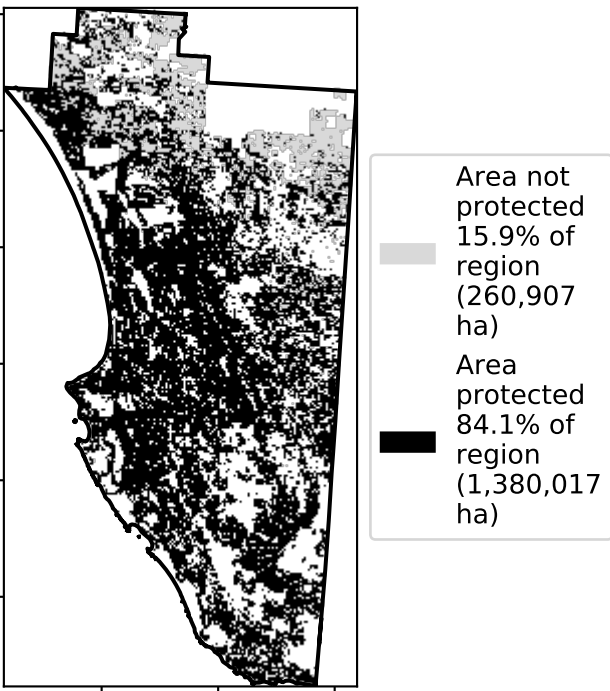 Area not
protected
15.9% of
region
(260,907
ha)
Area
protected
84.1% of
region
(1,380,017
ha)